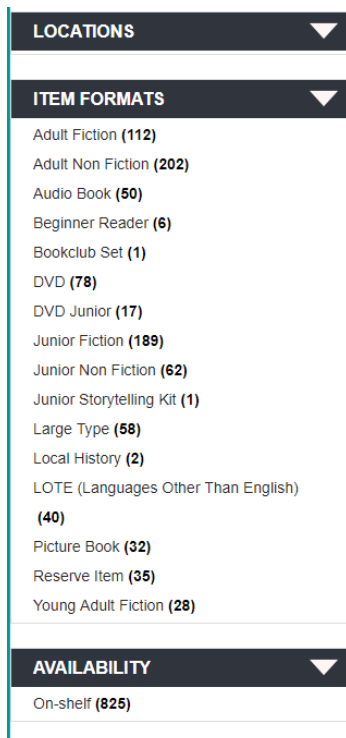 LOCATIONS
ITEM FORMATS
Adult Fiction (112)
Adult Non Fiction (202)
Audio Book (50)
Beginner Reader (6)
Bookclub Set (1)
DVD (78)
DVD Junior (17)
Junior Fiction (189)
Junior Non Fiction (62)
Junior Storytelling Kit (1)
Large Type (58)
Local History (2)
LOTE (Languages Other Than English)
(40)
Picture Book (32)
Reserve Item (35)
Young Adult Fiction (28)
AVAILABILITY
On-shelf (825)